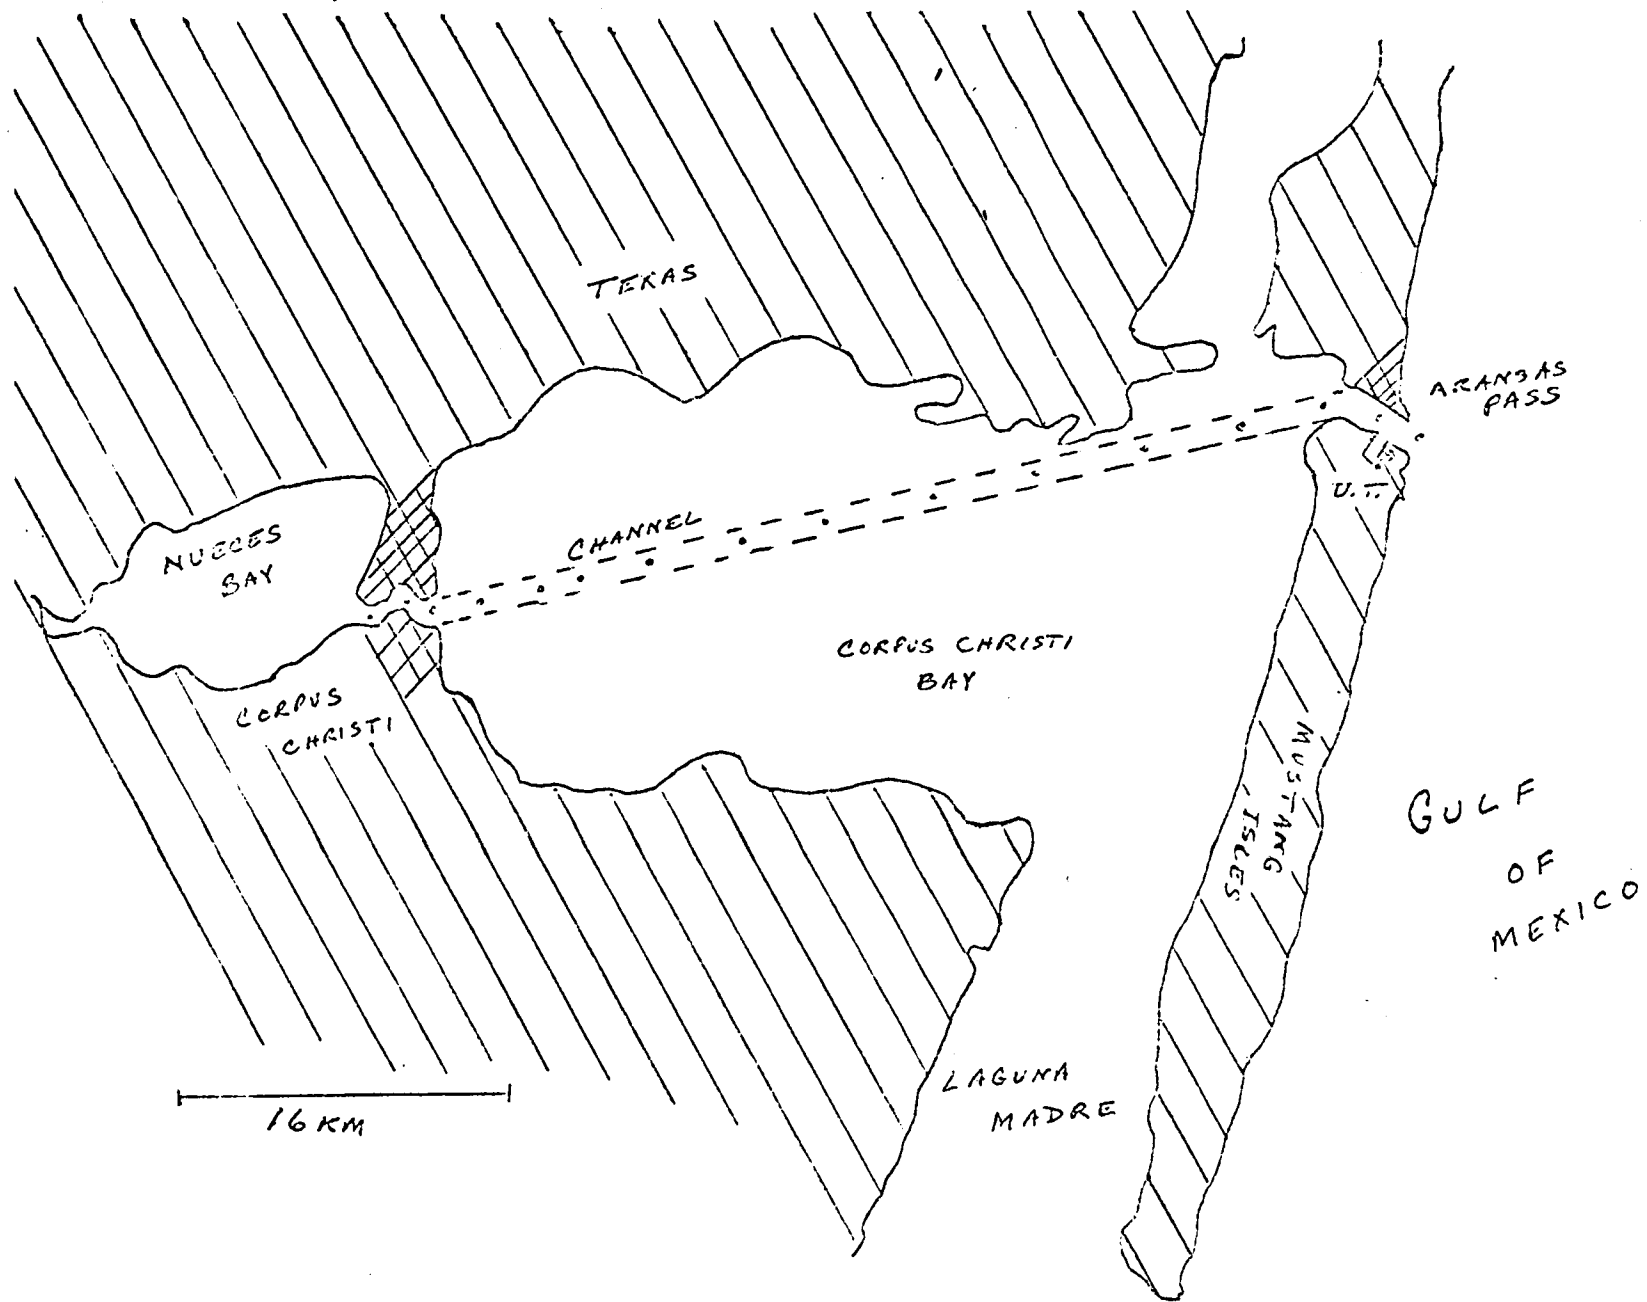 TEXAS
ARANSAS
PASS
U.T.
NUECES
BAY
CHANNEL
CORPUS CHRISTI
BAY
CORPUS
CHRISTI
MUSTANG
ISLES
GULF
OF
MEXICO
LAGUNA
MADRE
16 KM